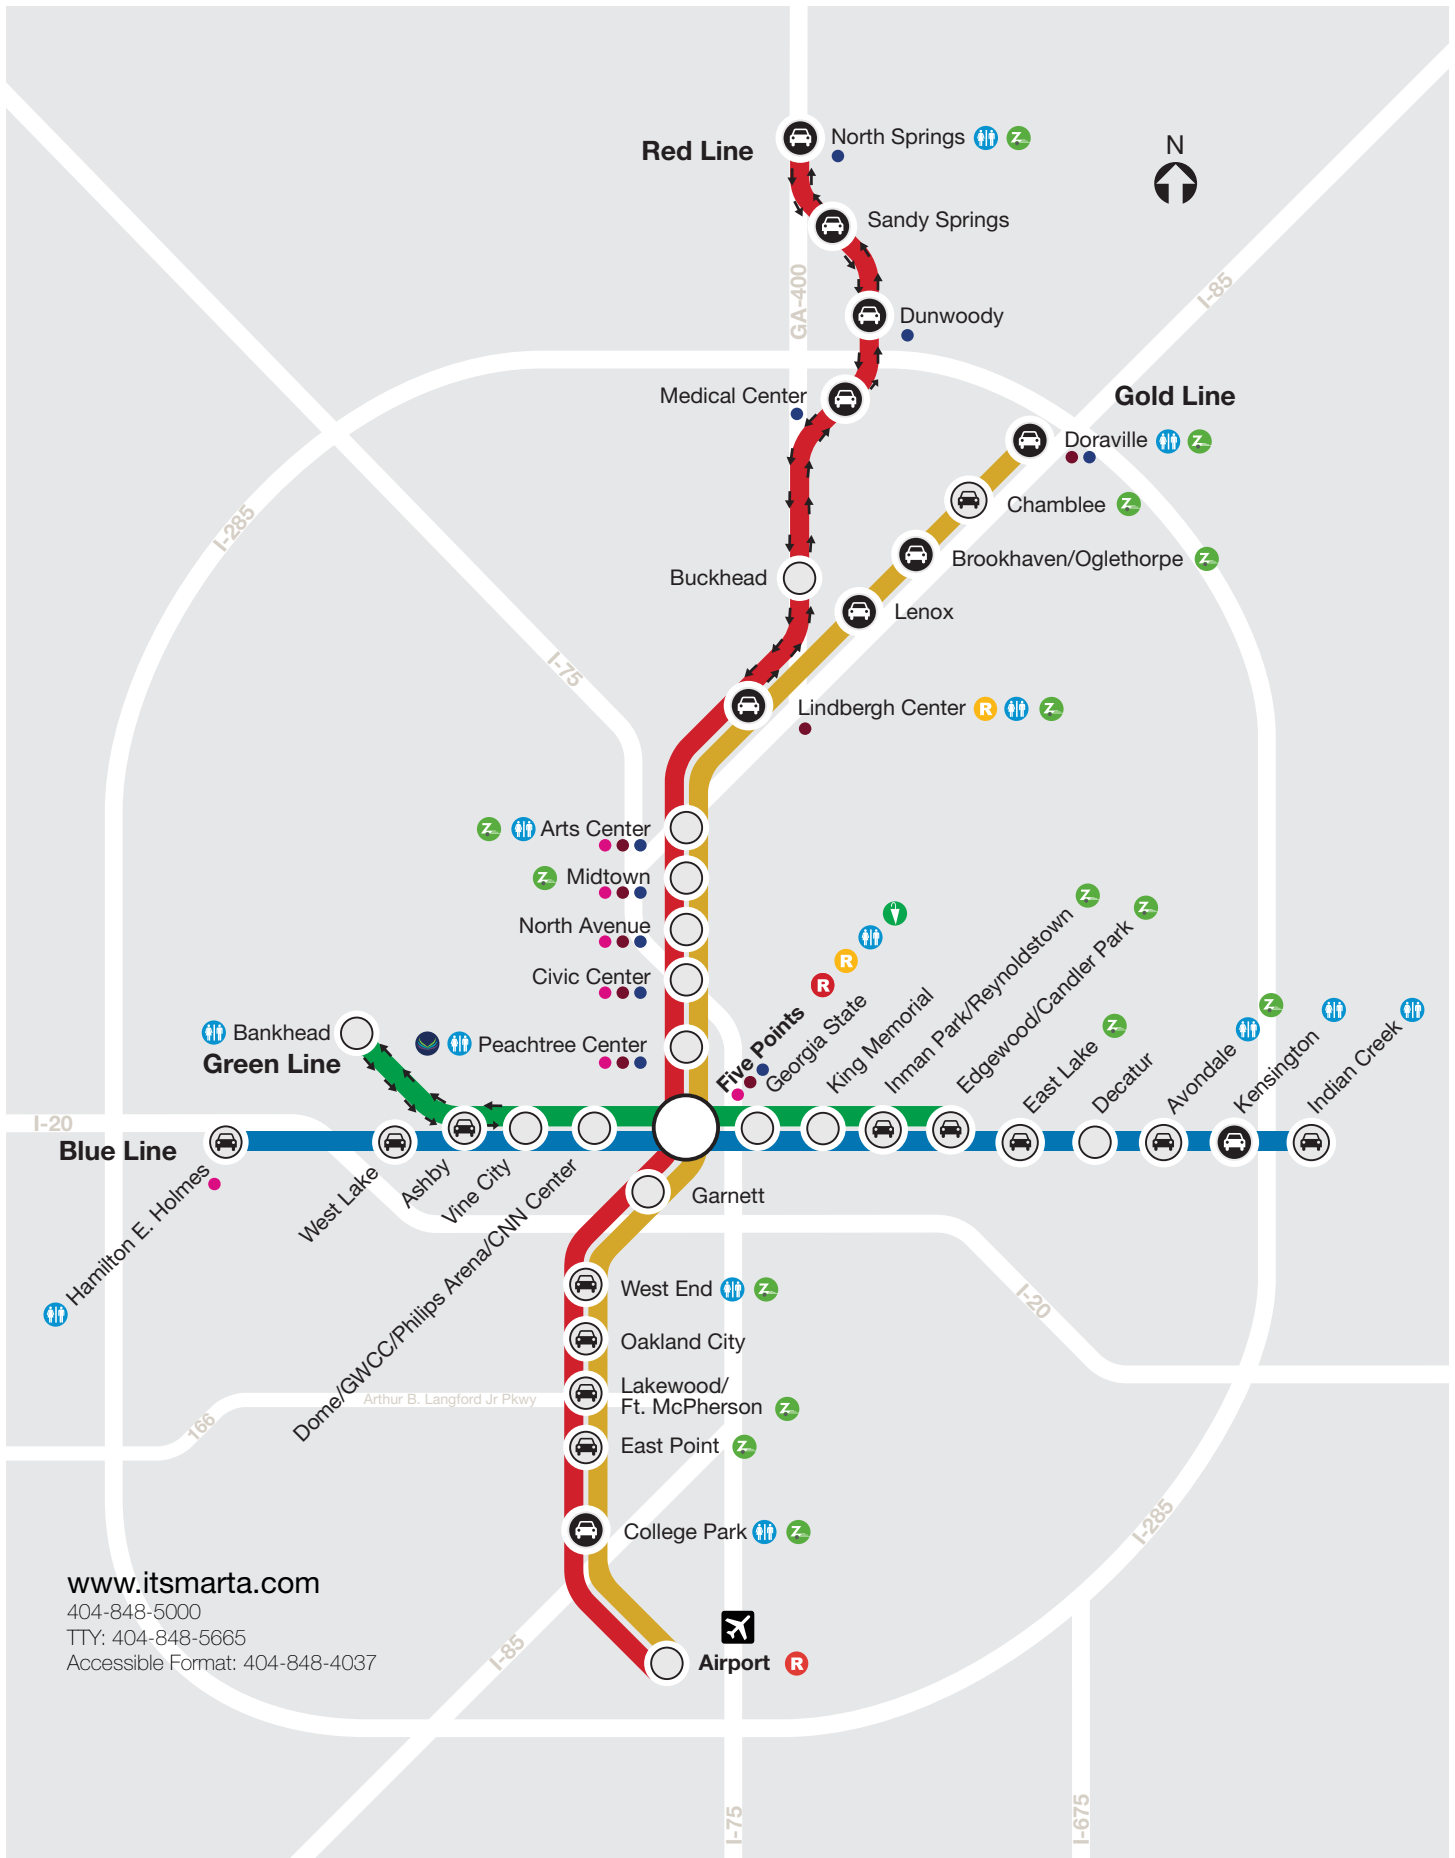 North Springs
Red Line
N
Sandy Springs
GA-400
I-85
Dunwoody
Medical Center
Gold Line
Doraville
Chamblee
I-285
Brookhaven/Oglethorpe
Buckhead
Lenox
I-75
Lindbergh Center
R
Arts Center
Midtown
North Avenue
Civic Center
Bankhead
Green Line
Peachtree Center
R
R
Five Points
Georgia State
King Memorial
Inman Park/Reynoldstown
Edgewood/Candler Park
East Lake
Decatur
Avondale
Kensington
Indian Creek
I-20
Blue Line
Hamilton E. Holmes
West Lake
Ashby
Vine City
Dome/GWCC/Philips Arena/CNN Center
Garnett
West End
I-20
Oakland City
Lakewood/
Ft. McPherson
Arthur B. Langford Jr Pkwy
166
East Point
College Park
I-285
www.itsmarta.com
404-848-5000
TTY: 404-848-5665
Accessible Format: 404-848-4037
I-85
Airport
R
I-75
I-675